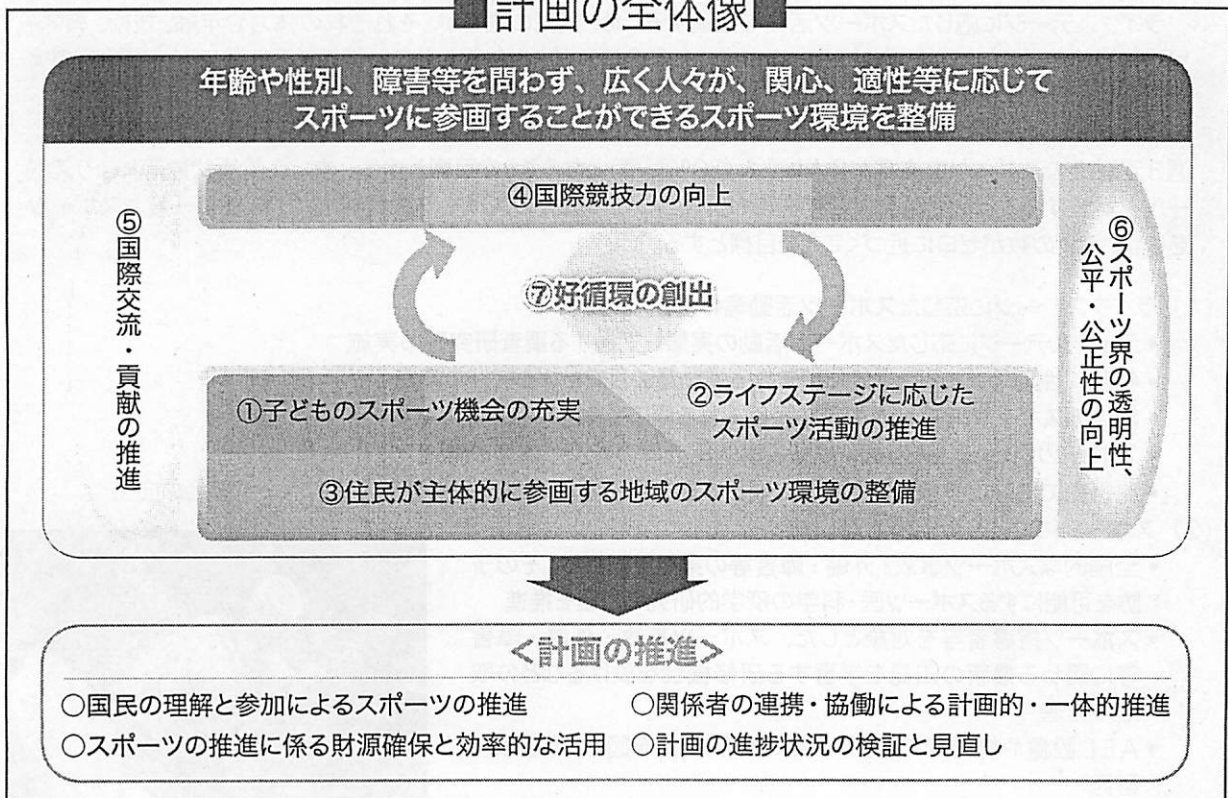 ■計画の全体像■
年齢や性別、障害等を問わず、広く人々が、関心、適性等に応じて
スポーツに参画することができるスポーツ環境を整備
④国際競技力の向上
⑤国際交流・貢献の推進
⑦好循環の創出
⑥スポーツ界の透明性、
公平・公正性の向上
①子どものスポーツ機会の充実
②ライフステージに応じた
スポーツ活動の推進
③住民が主体的に参画する地域のスポーツ環境の整備
<計画の推進>
○国民の理解と参加によるスポーツの推進
○関係者の連携・協働による計画的・一体的推進
○スポーツの推進に係る財源確保と効率的な活用
○計画の進捗状況の検証と見直し